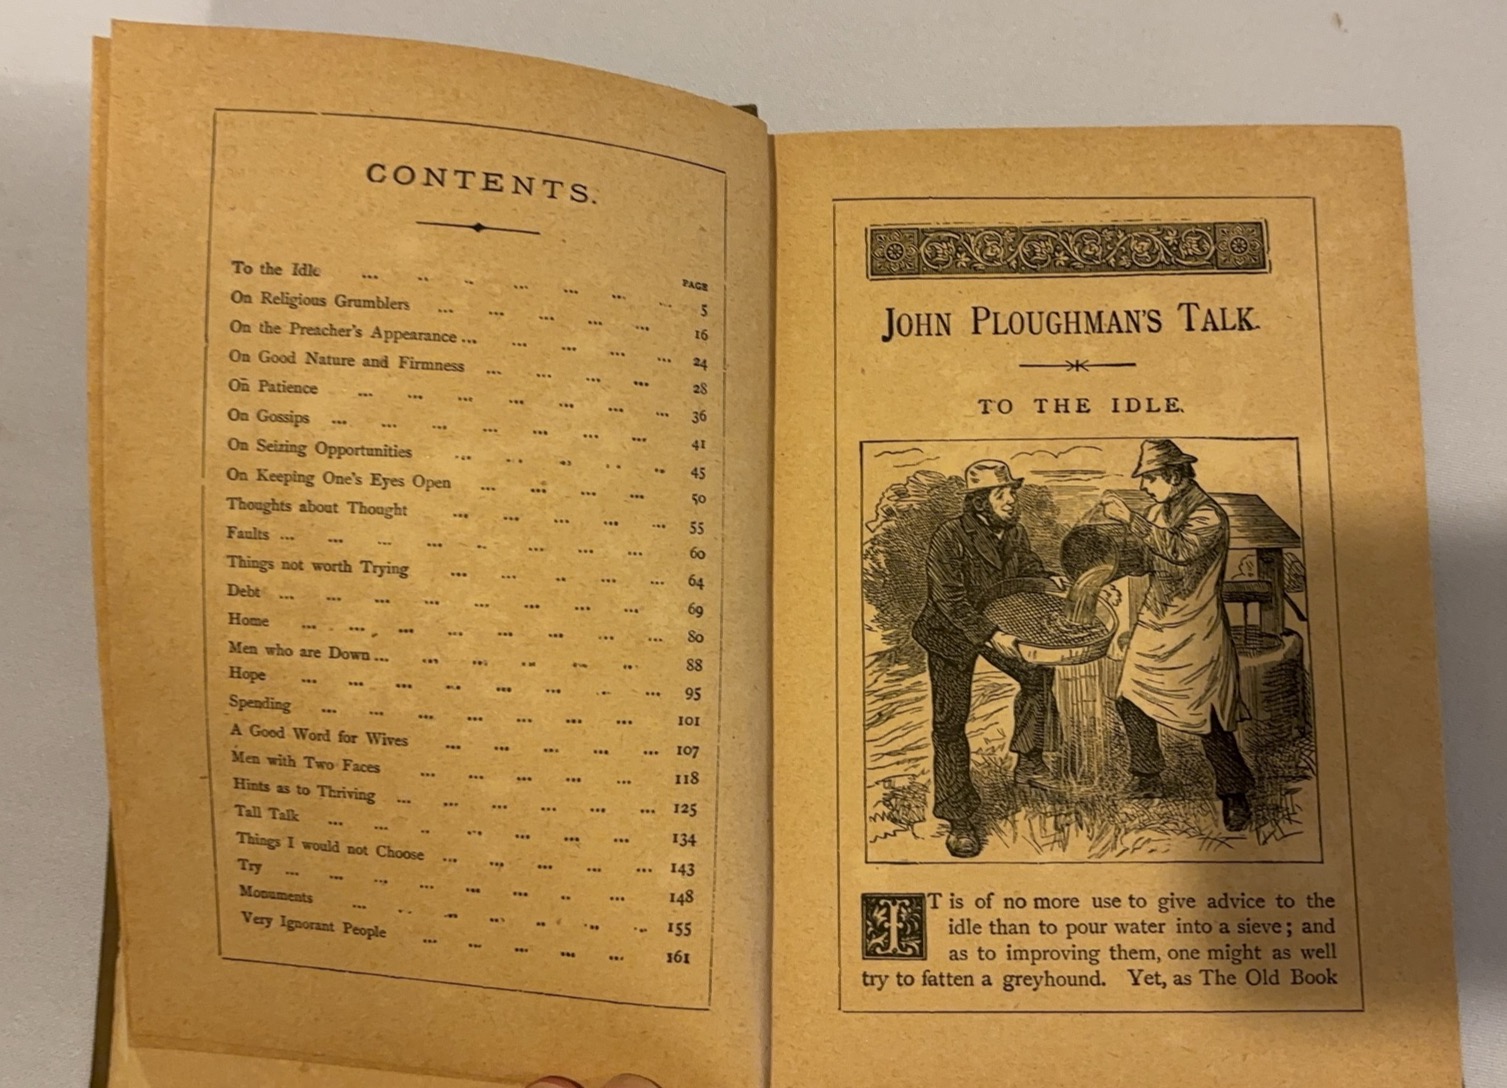 CONTENTS.
PAGE
To the Idle ... ... ... ... ... ... ... 5
On Religious Grumblers ... ... ... ... ... 16
On the Preacher's Appearance ... ... ... ... ... 24
On Good Nature and Firmness ... ... ... ... 28
On Patience ... ... ... ... ... ... ... 36
On Gossips ... ... ... ... ... ... ... 41
On Seizing Opportunities ... ... ... ... ... 45
On Keeping One's Eyes Open ... ... ... ... 50
Thoughts about Thought ... ... ... ... ... 55
Faults ... ... ... ... ... ... ... ... 60
Things not worth Trying ... ... ... ... ... 64
Debt ... ... ... ... ... ... ... ... 69
Home ... ... ... ... ... ... ... ... 80
Men who are Down ... ... ... ... ... ... 88
Hope ... ... ... ... ... ... ... ... 95
Spending ... ... ... ... ... ... ... 101
A Good Word for Wives ... ... ... ... ... 107
Men with Two Faces ... ... ... ... ... 118
Hints as to Thriving ... ... ... ... ... ... 125
Tall Talk ... ... ... ... ... ... ... 134
Things I would not Choose ... ... ... ... ... 143
Try ... ... ... ... ... ... ... ... 148
Monuments ... ... ... ... ... ... ... 155
Very Ignorant People ... ... ... ... ... 161
JOHN PLOUGHMAN'S TALK.
TO THE IDLE.
IT is of no more use to give advice to the
idle than to pour water into a sieve; and
as to improving them, one might as well
try to fatten a greyhound. Yet, as The Old Book